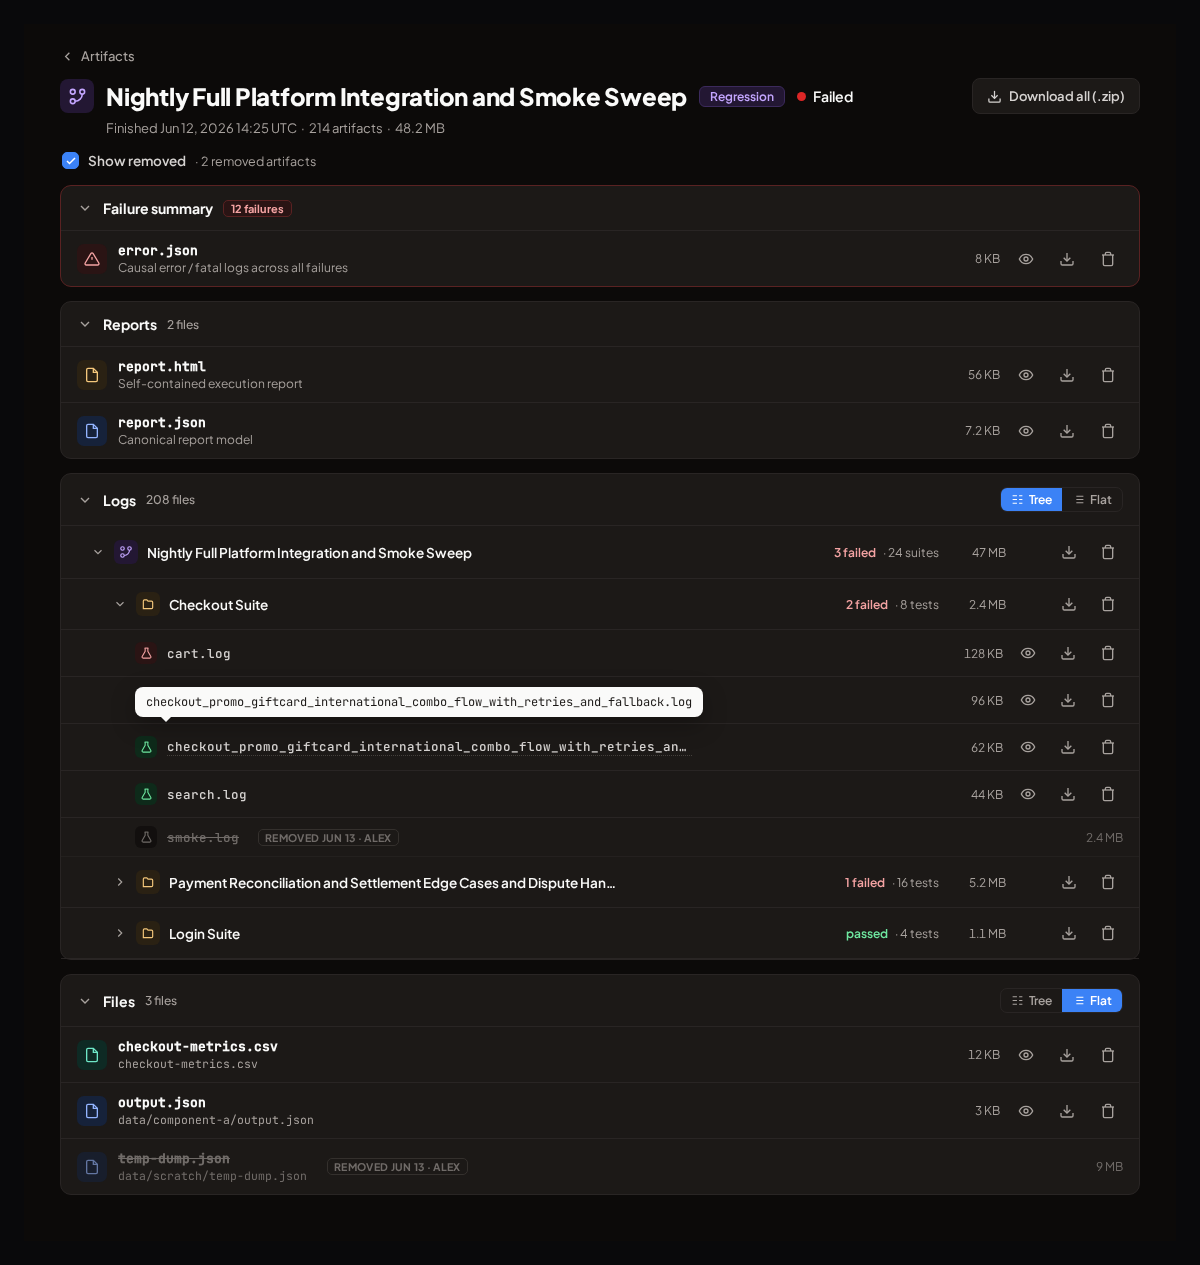 Artifacts
Nightly Full Platform Integration and Smoke Sweep Regression Failed Download all (.zip)
Finished Jun 12, 2026 14:25 UTC · 214 artifacts · 48.2 MB
Show removed · 2 removed artifacts
Failure summary 12 failures
error.json
Causal error / fatal logs across all failures
8 KB
Reports 2 files
report.html
Self-contained execution report
56 KB
report.json
Canonical report model
7.2 KB
Logs 208 files Tree Flat
Nightly Full Platform Integration and Smoke Sweep 3 failed · 24 suites 47 MB
Checkout Suite 2 failed · 8 tests 2.4 MB
cart.log 128 KB
checkout_promo_giftcard_international_combo_flow_with_retries_and_fallback.log 96 KB
checkout_promo_giftcard_international_combo_flow_with_retries_an… 62 KB
search.log 44 KB
smoke.log REMOVED JUN 13 · ALEX 2.4 MB
Payment Reconciliation and Settlement Edge Cases and Dispute Han… 1 failed · 16 tests 5.2 MB
Login Suite passed · 4 tests 1.1 MB
Files 3 files Tree Flat
checkout-metrics.csv
checkout-metrics.csv
12 KB
output.json
data/component-a/output.json
3 KB
temp-dump.json
data/scratch/temp-dump.json
REMOVED JUN 13 · ALEX 9 MB